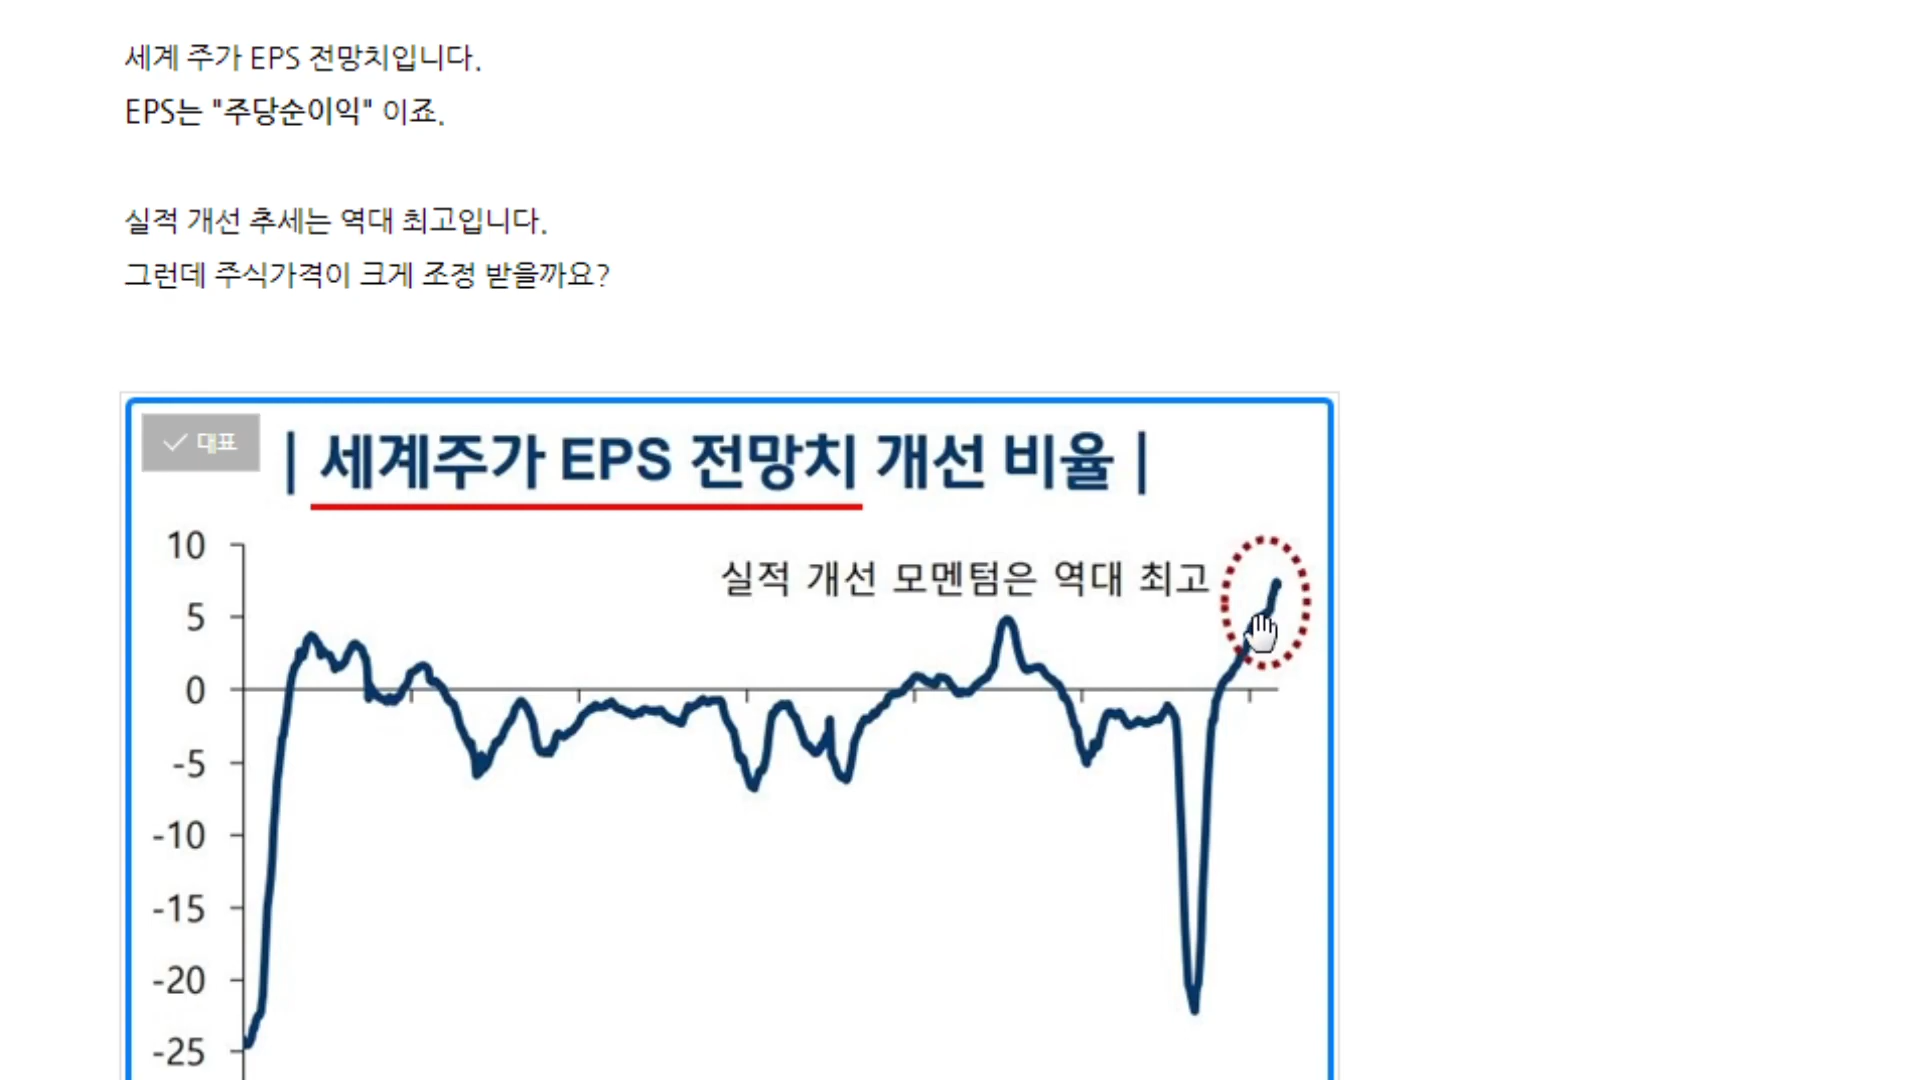 세계 주가 EPS 전망치입니다.
EPS는 "주당순이익" 이죠.
실적 개선 추세는 역대 최고입니다.
그런데 주식가격이 크게 조정 받을까요?
대표
| 세계주가 EPS 전망치 개선 비율 |
실적 개선 모멘텀은 역대 최고
10
5
0
-5
-10
-15
-20
-25